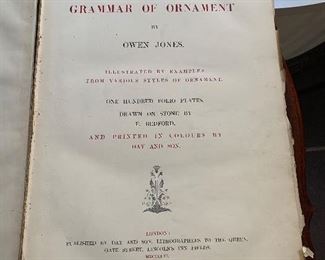 GRAMMAR OF ORNAMENT
BY
OWEN JONES.
ILLUSTRATED BY EXAMPLES
FROM VARIOUS STYLES OF ORNAMENT.
ONE HUNDRED FOLIO PLATES,
DRAWN ON STONE BY
F. BEDFORD,
AND PRINTED IN COLOURS BY
DAY AND SON.
LONDON:
PUBLISHED BY DAY AND SON, LITHOGRAPHERS TO THE QUEEN,
GATE STREET, LINCOLN'S INN FIELDS.